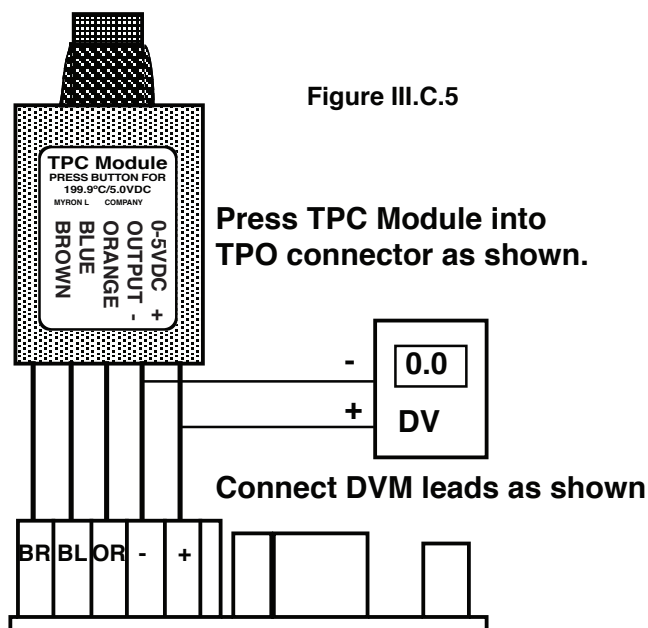 Figure III.C.5
TPC Module
PRESS BUTTON FOR
199.9ºC/5.0VDC
MYRON L COMPANY
BROWN
BLUE
ORANGE
OUTPUT -
0-5VDC +
Press TPC Module into
TPO connector as shown.
- 0.0
+ DV
Connect DVM leads as shown
BR BL OR - +